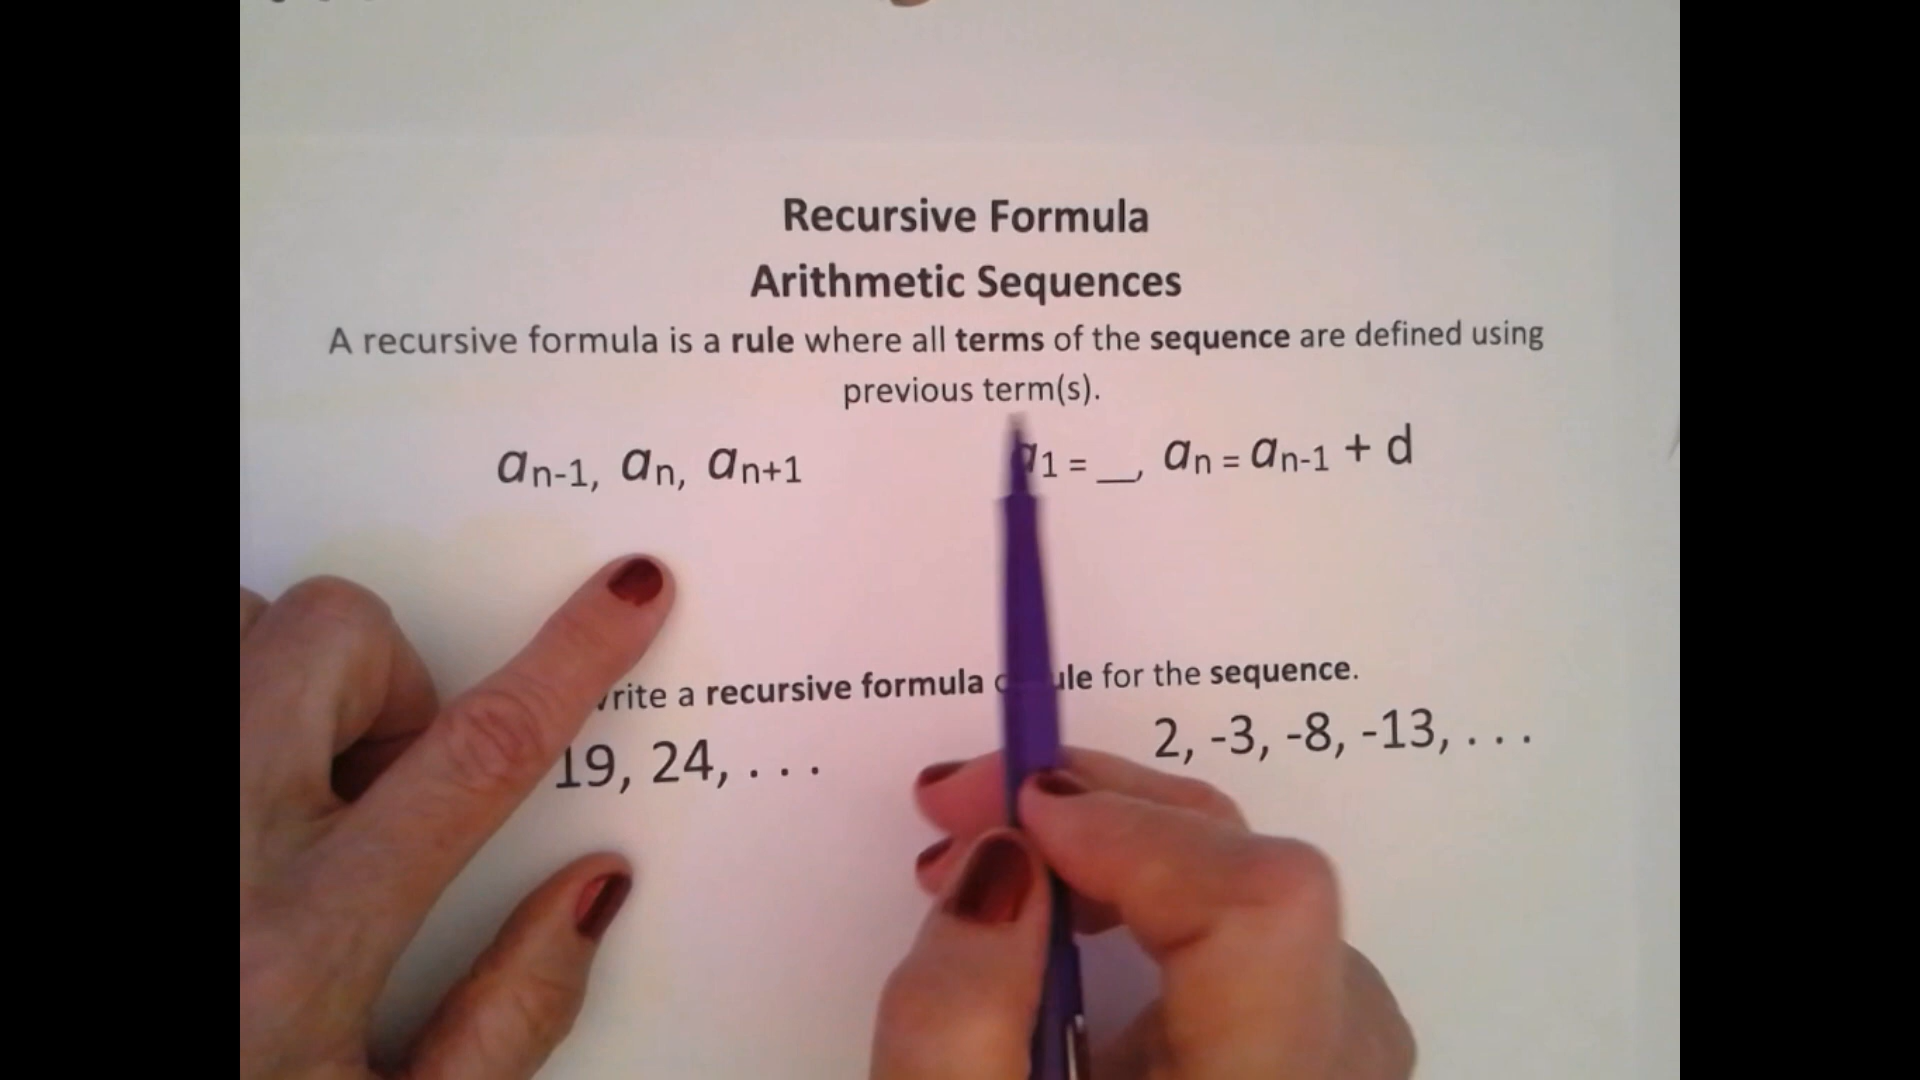 Recursive Formula
Arithmetic Sequences
A recursive formula is a rule where all terms of the sequence are defined using
previous term(s).
an-1, an, an+1 a1 = __, an = an-1 + d
rite a recursive formula ule for the sequence.
19, 24, . . . 2, -3, -8, -13, . . .